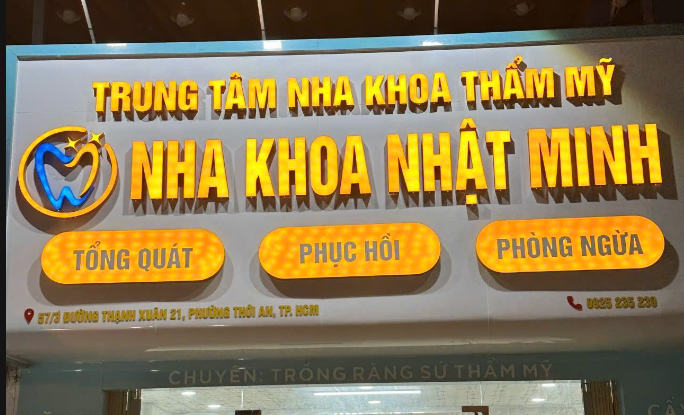 TRUNG TÂM NHA KHOA THẨM MỸ
NHA KHOA NHẬT MINH
TỔNG QUÁT PHỤC HỒI PHÒNG NGỪA
57/3 ĐƯỜNG THẠNH XUÂN 21, PHƯỜNG THỚI AN, TP. HCM 0825 235 230
CHUYÊN: TRỒNG RĂNG SỨ THẨM MỸ